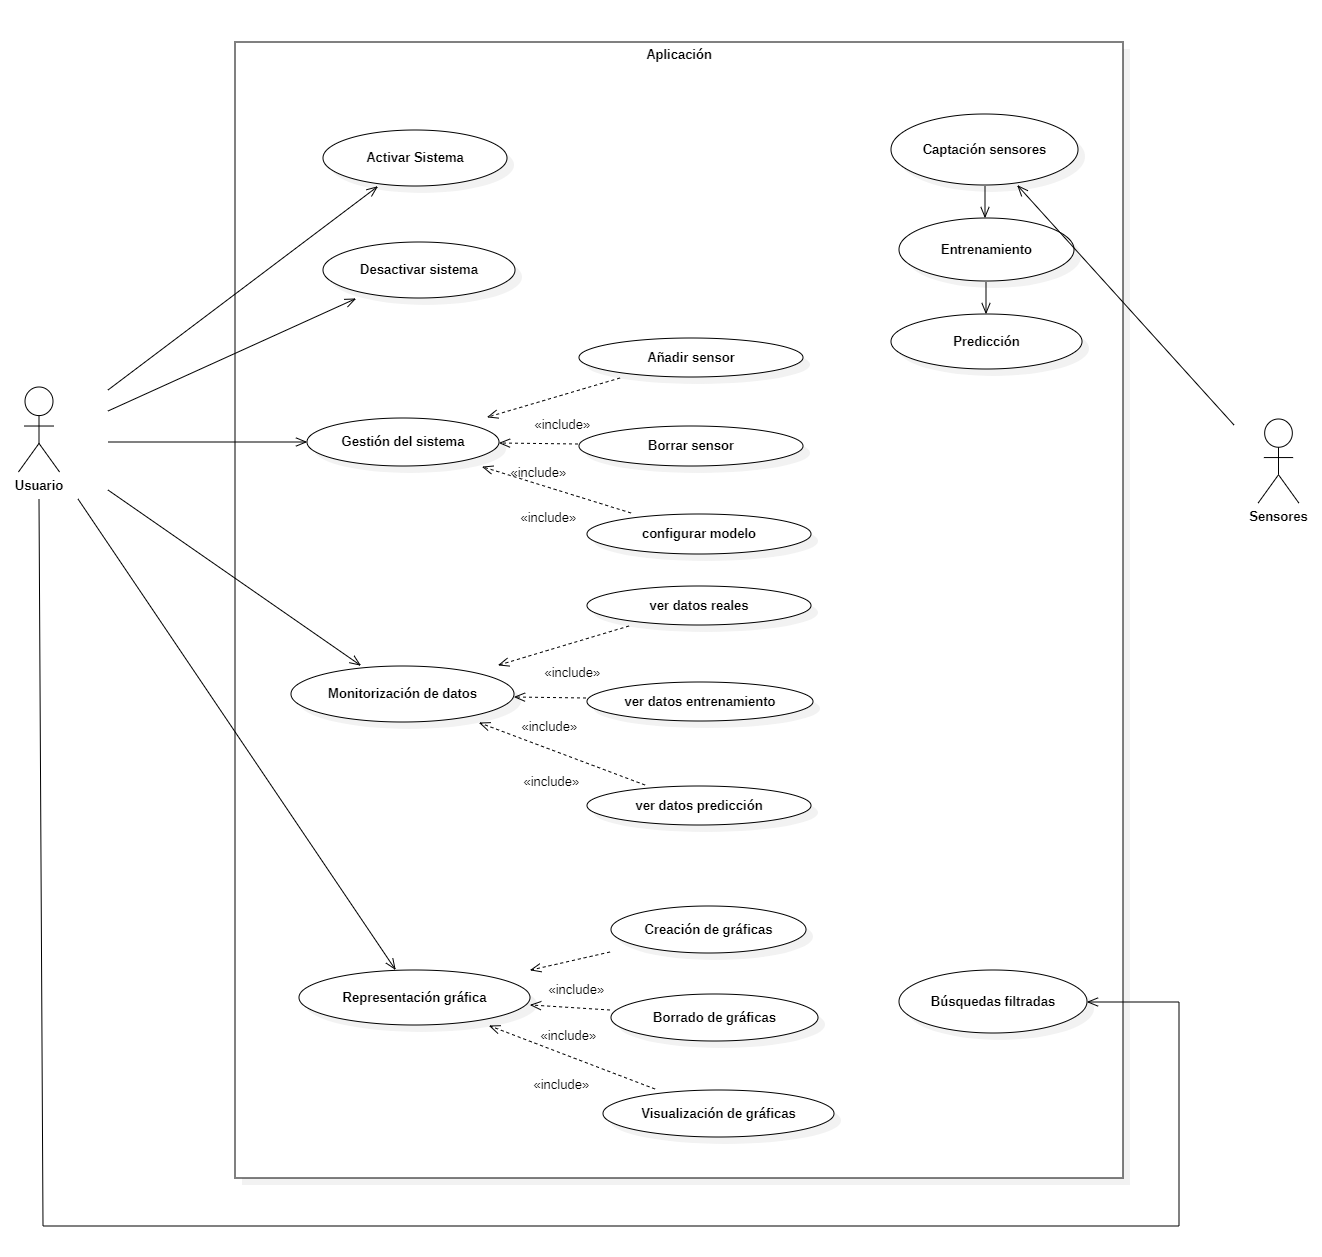 Aplicación
Activar Sistema
Captación sensores
Desactivar sistema
Entrenamiento
Predicción
Añadir sensor
«include»
Gestión del sistema
Borrar sensor
«include»
Usuario
«include»
Sensores
configurar modelo
ver datos reales
«include»
Monitorización de datos
ver datos entrenamiento
«include»
«include»
ver datos predicción
Creación de gráficas
«include»
Representación gráfica
Búsquedas filtradas
Borrado de gráficas
«include»
«include»
Visualización de gráficas